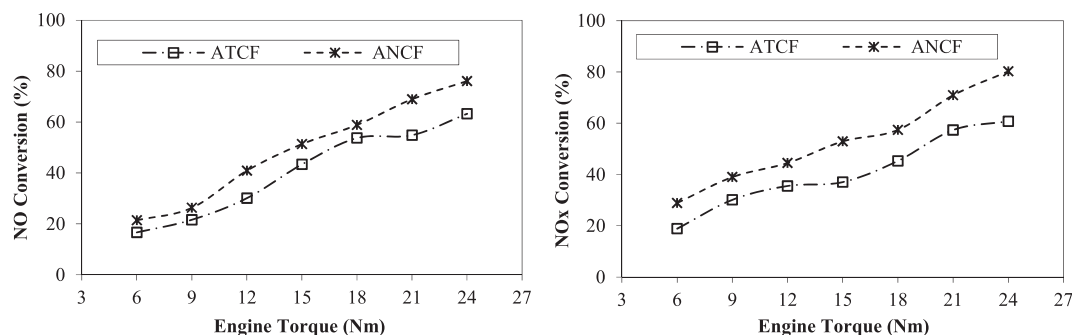 100
80
60
40
20
0
NO Conversion (%)
ATCF
ANCF
3 6 9 12 15 18 21 24 27
Engine Torque (Nm)
100
80
60
40
20
0
NOx Conversion (%)
ATCF
ANCF
3 6 9 12 15 18 21 24 27
Engine Torque (Nm)